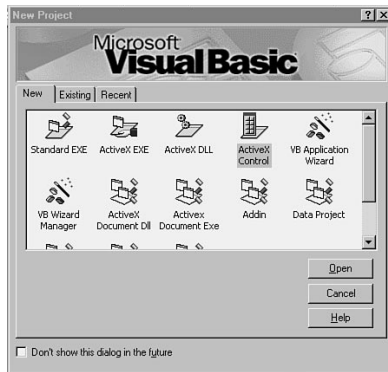 New Project
Microsoft
Visual Basic
New Existing Recent
Standard EXE ActiveX EXE ActiveX DLL ActiveX Control VB Application Wizard
VB Wizard Manager ActiveX Document Dll Activex Document Exe Addin Data Project
Open
Cancel
Help
Don't show this dialog in the future